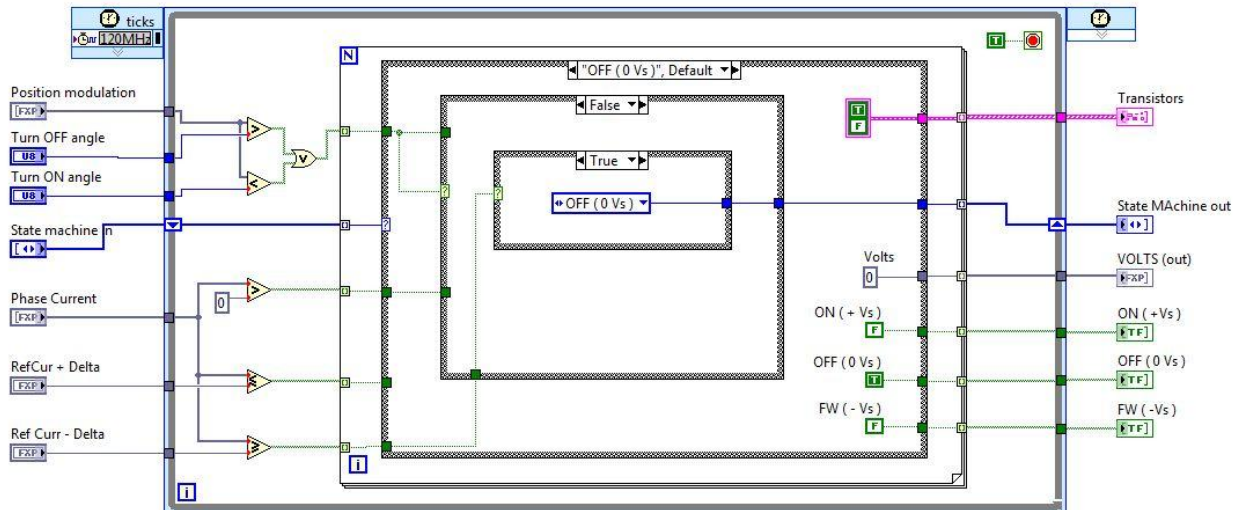 ticks
120MHz
N
"OFF ( 0 Vs )", Default
T
Position modulation
FXP
False
Transistors
T
F
Turn OFF angle
U8
>
V
True
Turn ON angle
U8
<
?
?
OFF ( 0 Vs )
State machine in
?
State MAchine out
Volts
0
VOLTS (out)
FXP
Phase Current
FXP
0
>
ON ( + Vs )
F
ON ( +Vs )
TF
RefCur + Delta
FXP
≤
OFF ( 0 Vs )
T
OFF ( 0 Vs )
TF
Ref Curr - Delta
FXP
≥
FW ( - Vs )
F
FW ( -Vs )
TF
i
i